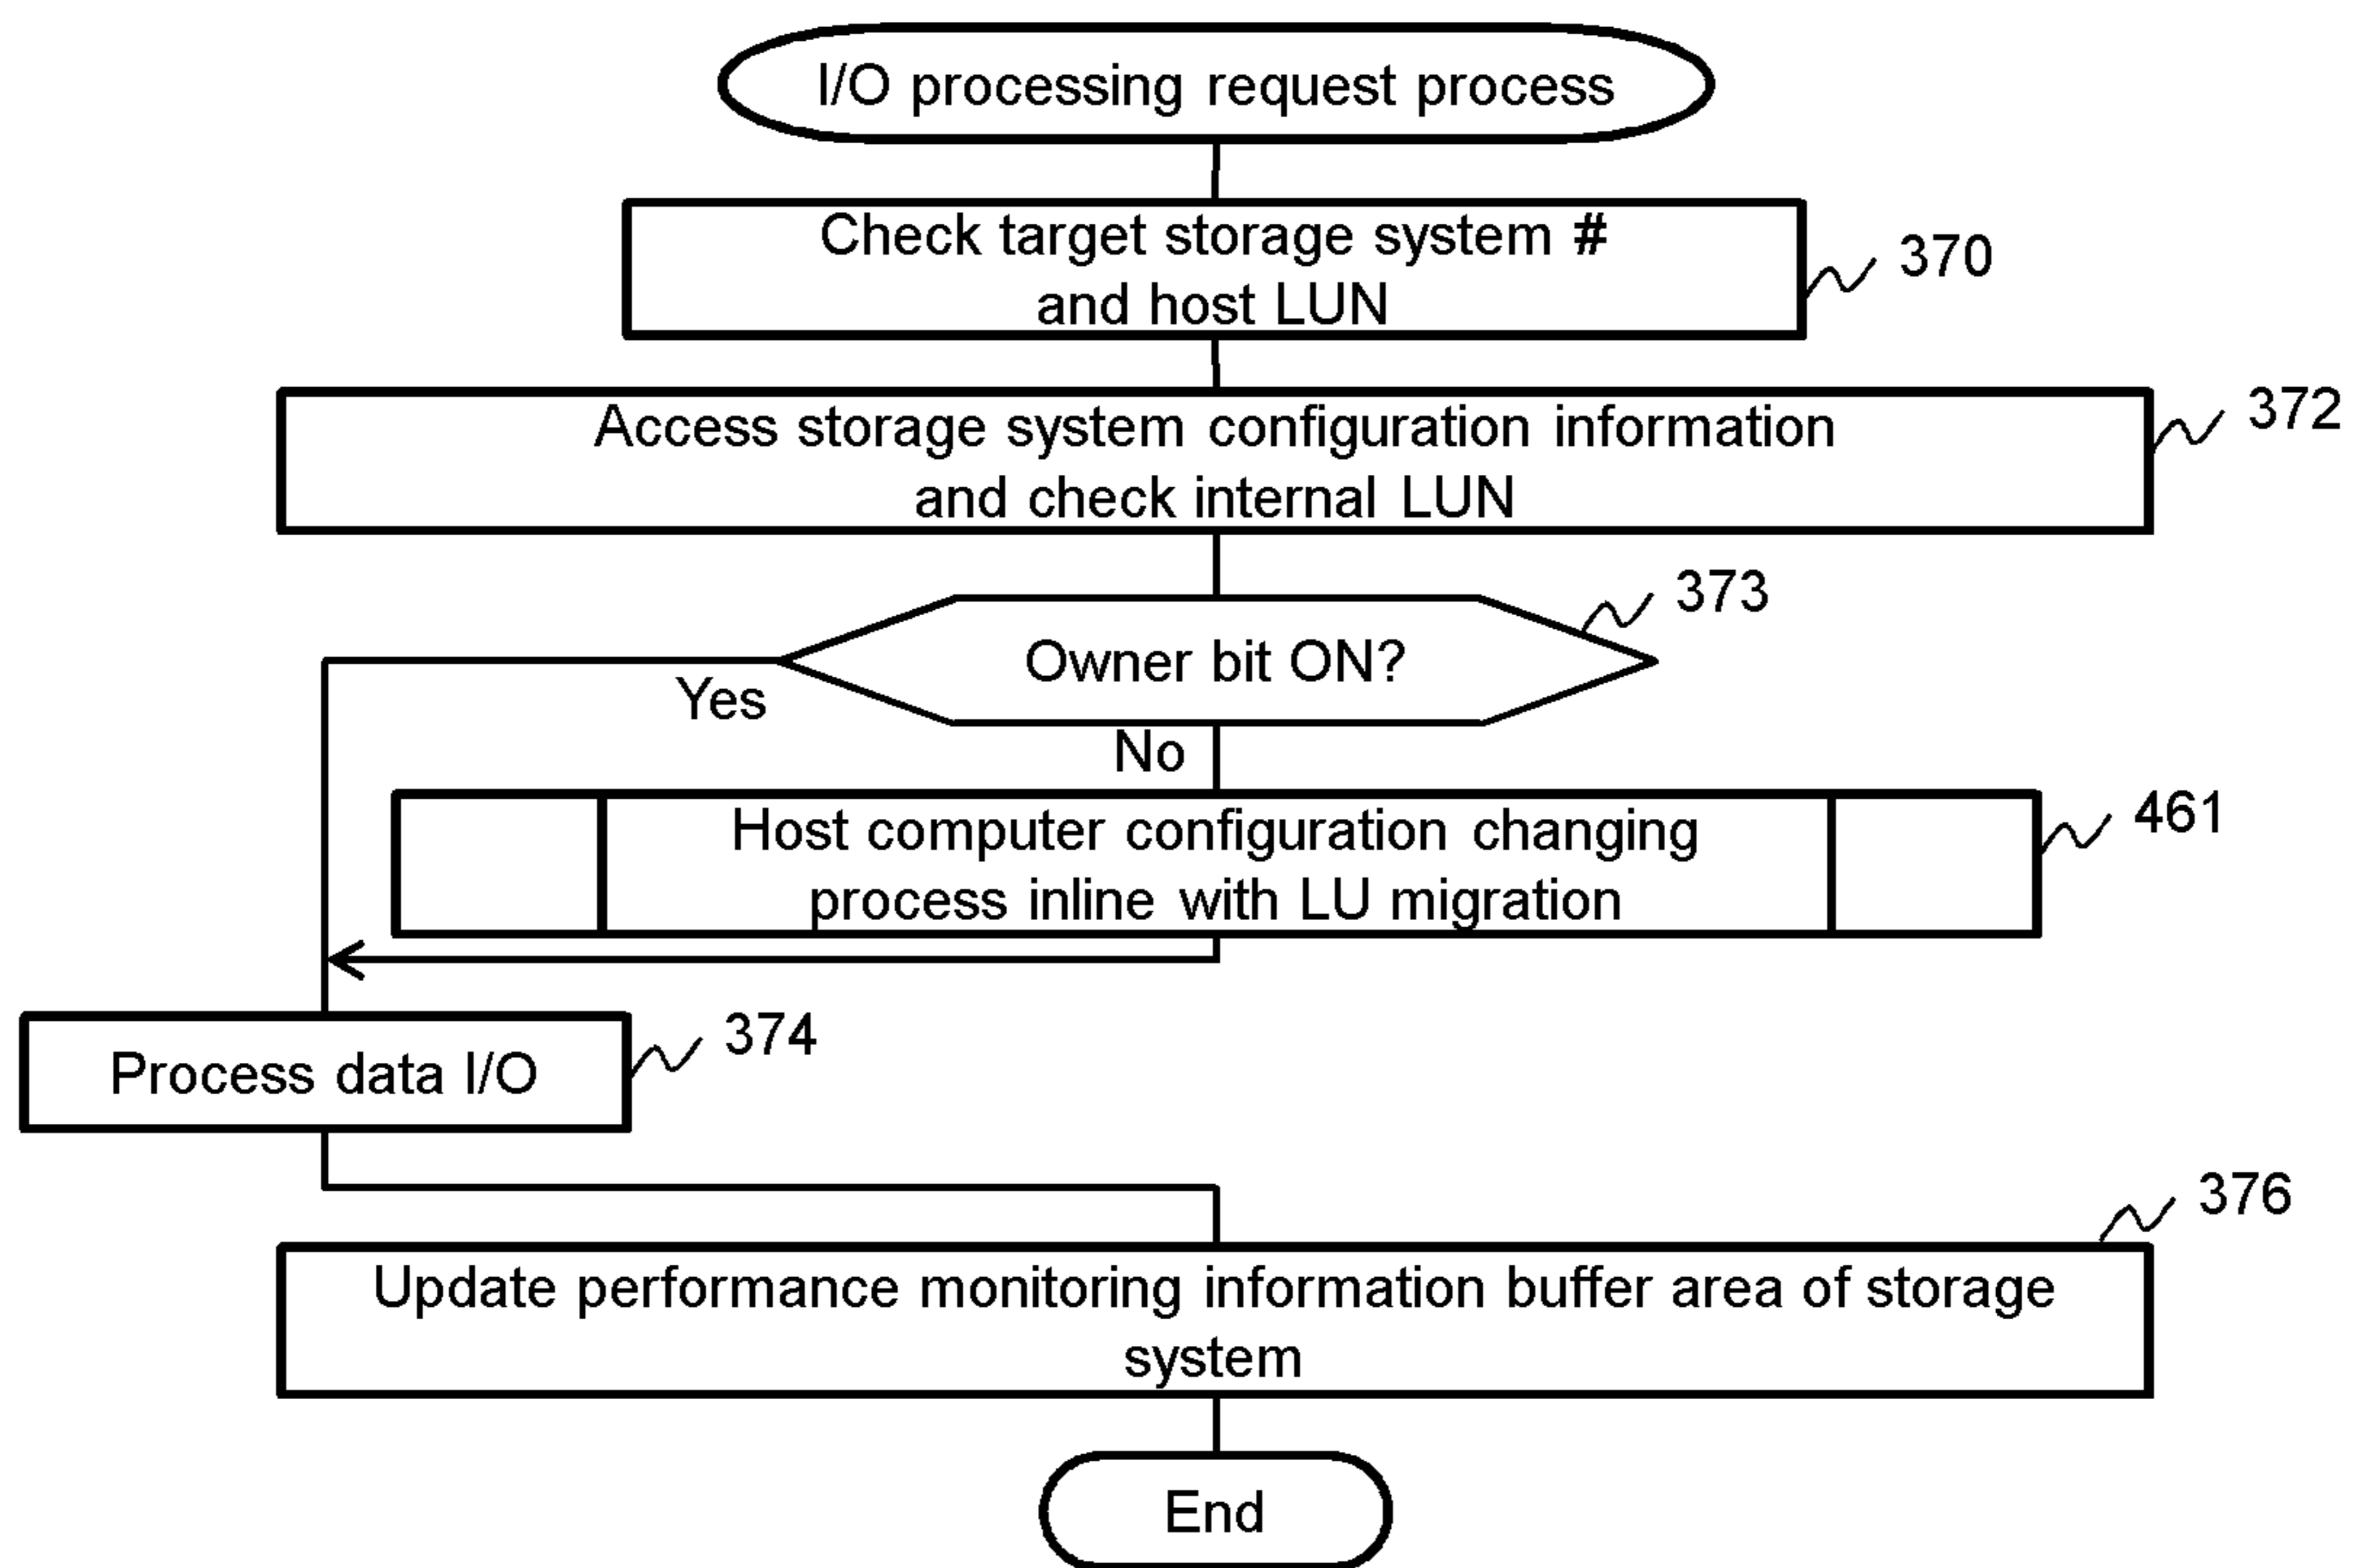 I/O processing request process
Check target storage system #
and host LUN
370
Access storage system configuration information
and check internal LUN
372
Owner bit ON?
373
Yes
No
Host computer configuration changing
process inline with LU migration
461
Process data I/O
374
Update performance monitoring information buffer area of storage
system
376
End